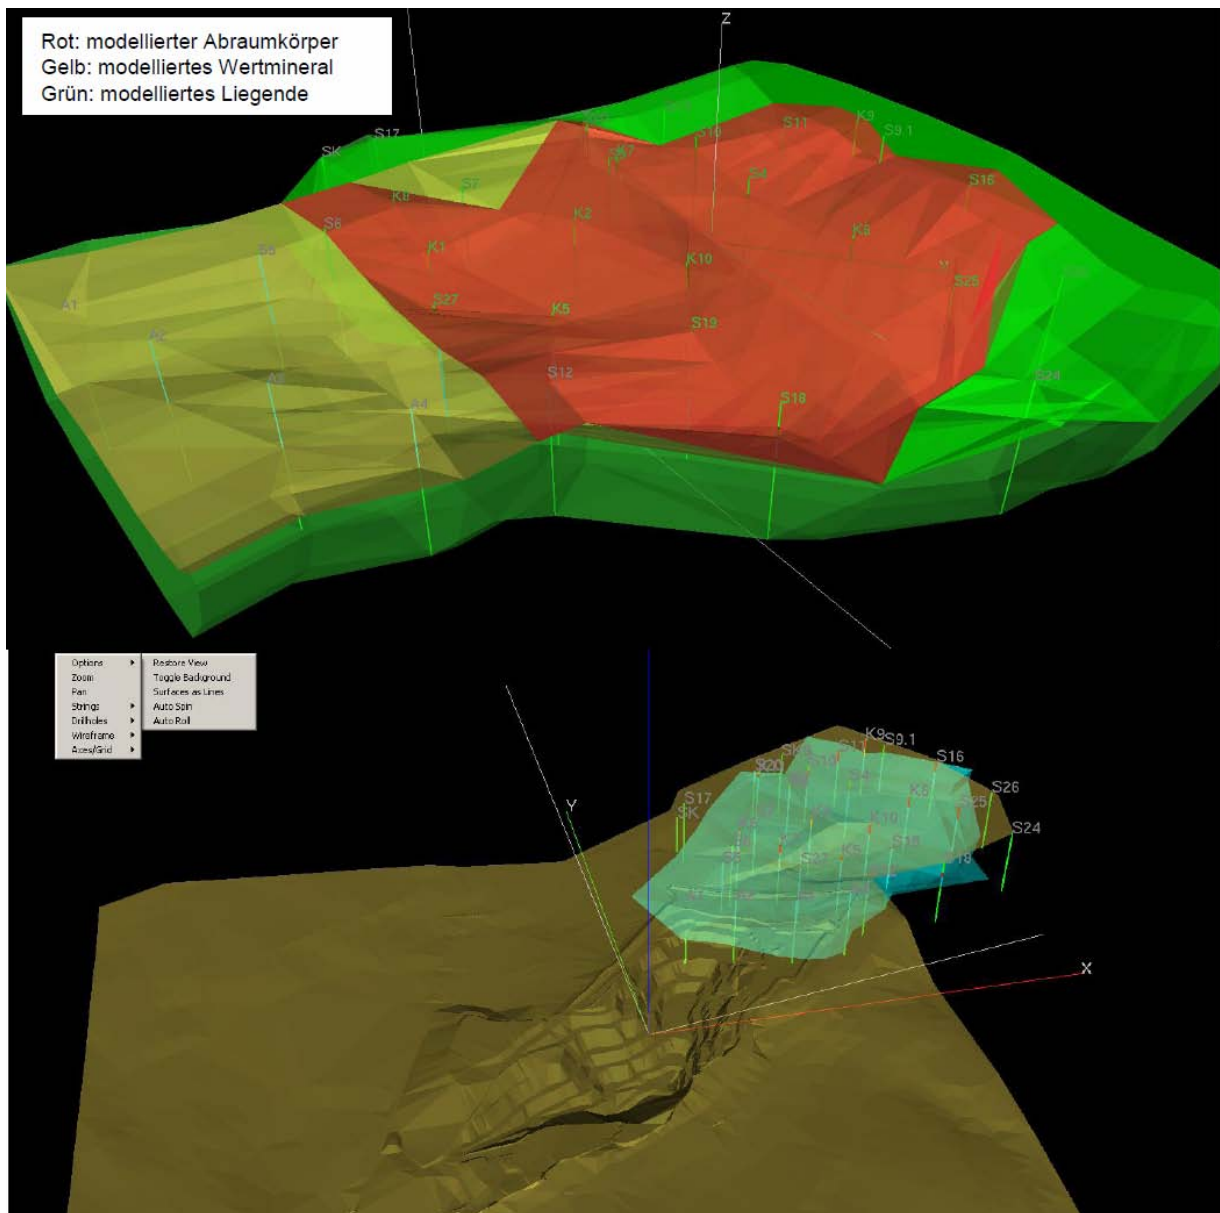 Rot: modellierter Abraumkörper
Gelb: modelliertes Wertmineral
Grün: modelliertes Liegende
Z
K9
S11
S9.1
S17
S10
SK
S4
S16
S7
K8
S6
K2
K1
K10
S25
S27
K5
S19
A1
A2
S12
A4
S24
S18
Options
Zoom
Pan
Strings
Drillholes
Wireframe
Axes/Grid
Restore View
Toggle Background
Surfaces as Lines
Auto Spin
Auto Roll
K9
S9.1
S16
S26
S25
S17
SK
Y
K10
S24
K5
X